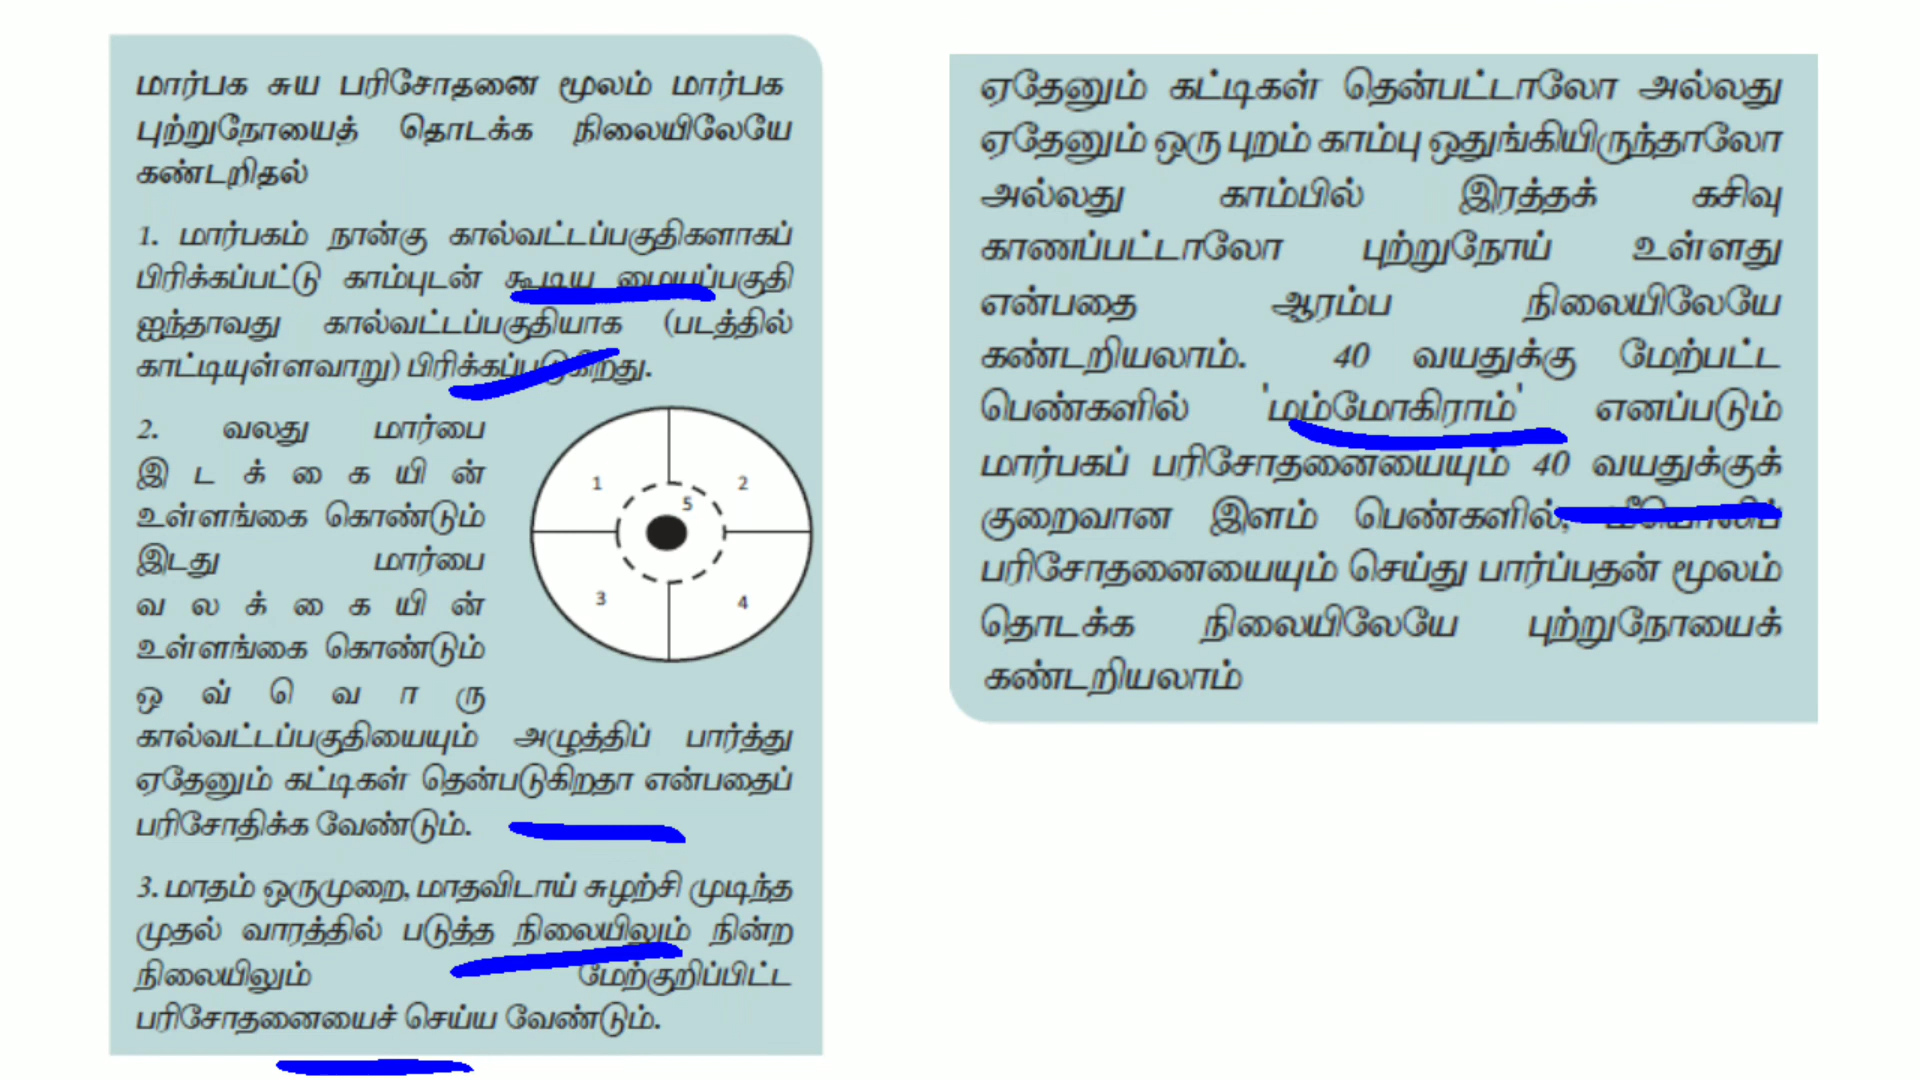 மார்பக சுய பரிசோதனை மூலம் மார்பக
புற்றுநோயைத் தொடக்க நிலையிலேயே
கண்டறிதல்
1. மார்பகம் நான்கு கால்வட்டப்பகுதிகளாகப்
பிரிக்கப்பட்டு காம்புடன் கூடிய மையப்பகுதி
ஐந்தாவது கால்வட்டப்பகுதியாக (படத்தில்
காட்டியுள்ளவாறு) பிரிக்கப்படுகிறது.
2. வலது மார்பை
இடக்கையின்
உள்ளங்கை கொண்டும்
இடது மார்பை
வலக்கையின்
உள்ளங்கை கொண்டும்
ஒவ்வொரு
கால்வட்டப்பகுதியையும் அழுத்திப் பார்த்து
ஏதேனும் கட்டிகள் தென்படுகிறதா என்பதைப்
பரிசோதிக்க வேண்டும்.
1 2
5
3 4
3. மாதம் ஒருமுறை, மாதவிடாய் சுழற்சி முடிந்த
முதல் வாரத்தில் படுத்த நிலையிலும் நின்ற
நிலையிலும் மேற்குறிப்பிட்ட
பரிசோதனையைச் செய்ய வேண்டும்.
ஏதேனும் கட்டிகள் தென்பட்டாலோ அல்லது
ஏதேனும் ஒரு புறம் காம்பு ஒதுங்கியிருந்தாலோ
அல்லது காம்பில் இரத்தக் கசிவு
காணப்பட்டாலோ புற்றுநோய் உள்ளது
என்பதை ஆரம்ப நிலையிலேயே
கண்டறியலாம். 40 வயதுக்கு மேற்பட்ட
பெண்களில் 'மம்மோகிராம்' எனப்படும்
மார்பகப் பரிசோதனையையும் 40 வயதுக்குக்
குறைவான இளம் பெண்களில், மீயொலிப்
பரிசோதனையையும் செய்து பார்ப்பதன் மூலம்
தொடக்க நிலையிலேயே புற்றுநோயைக்
கண்டறியலாம்